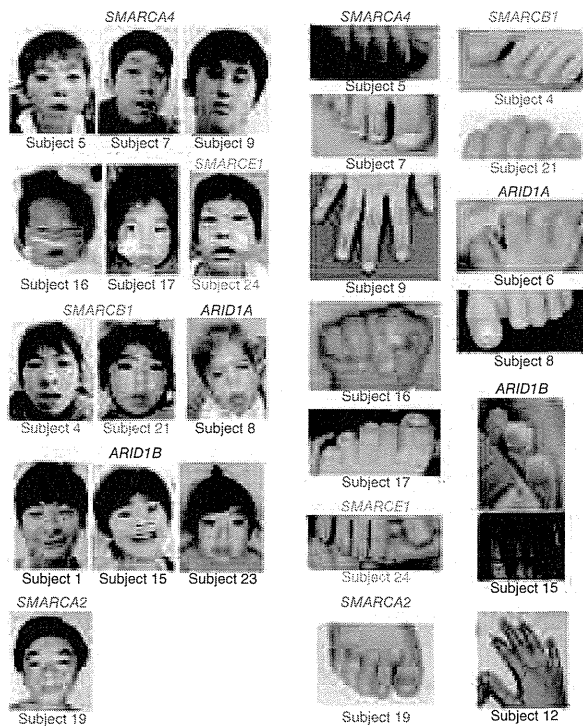 SMARCA4
Subject 5 Subject 7 Subject 9
SMARCE1
Subject 16 Subject 17 Subject 24
SMARCB1 ARID1A
Subject 4 Subject 21 Subject 8
ARID1B
Subject 1 Subject 15 Subject 23
SMARCA2
Subject 19
SMARCA4
Subject 5
Subject 7
Subject 9
Subject 16
Subject 17
SMARCE1
Subject 24
SMARCA2
Subject 19
SMARCB1
Subject 4
Subject 21
ARID1A
Subject 6
Subject 8
ARID1B
Subject 15
Subject 12